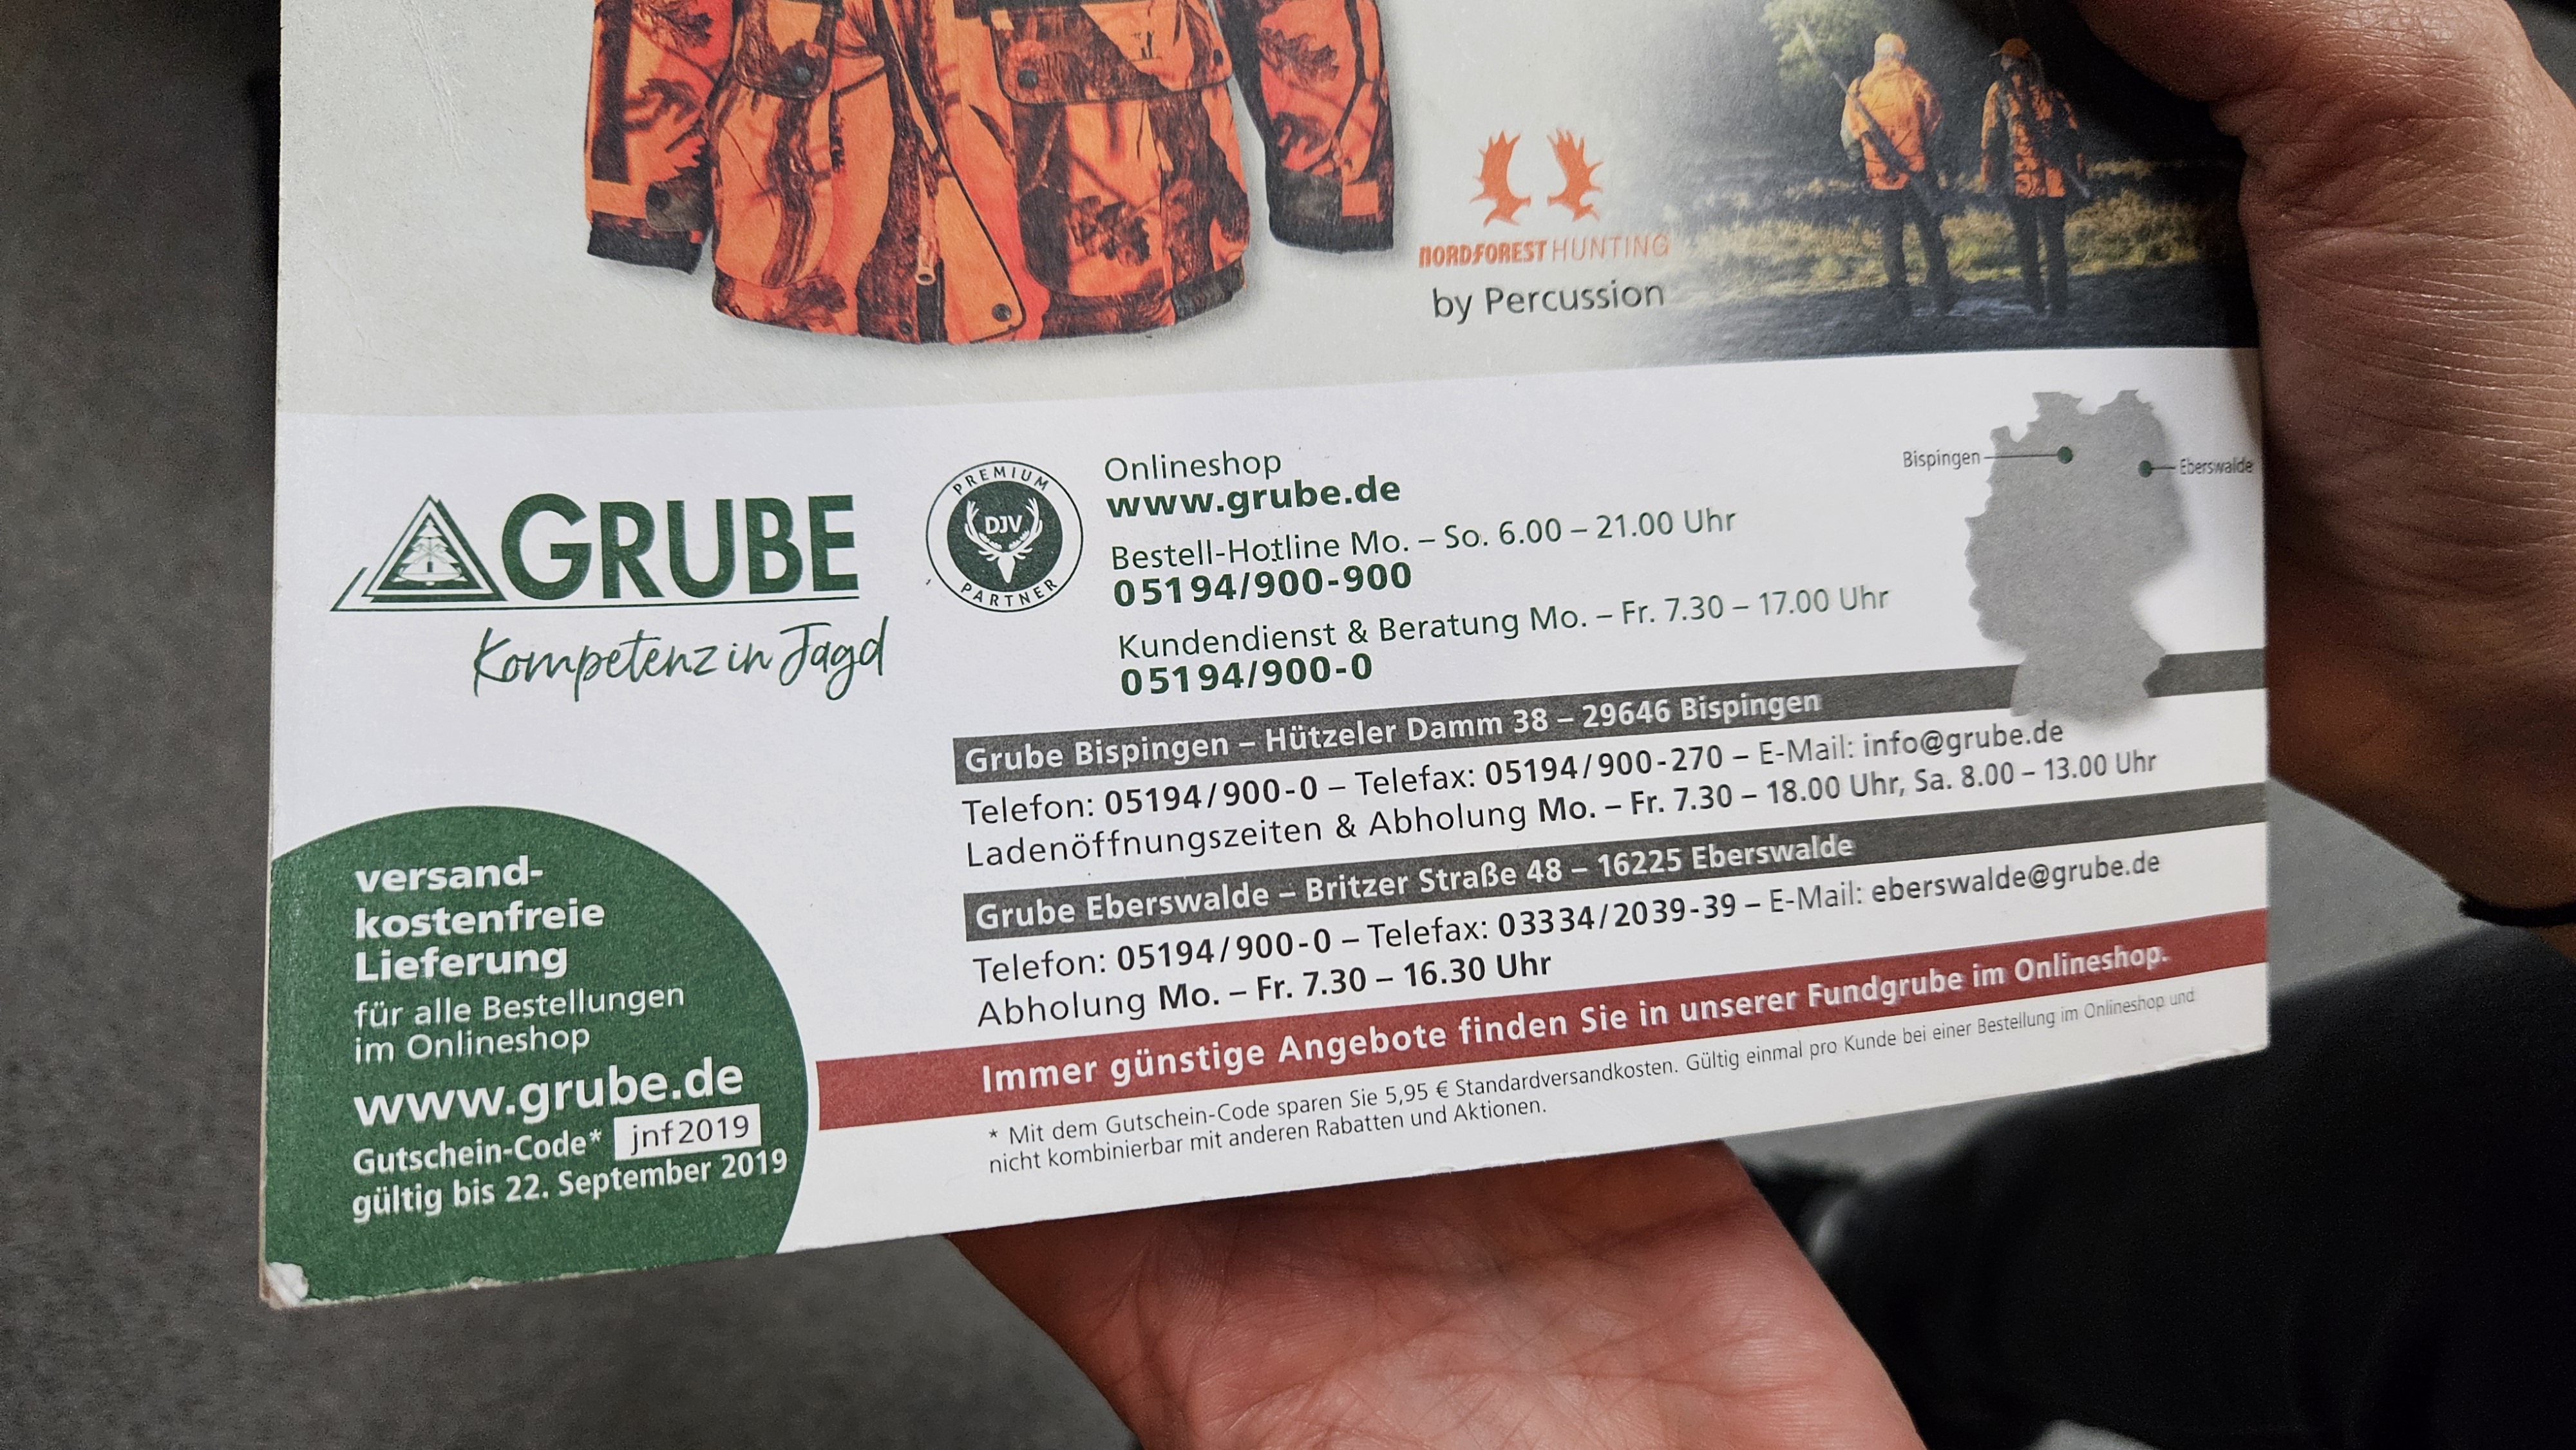 NORDFOREST HUNTING
by Percussion
GRUBE
Kompetenz in Jagd
PREMIUM
DJV
PARTNER
Onlineshop
www.grube.de
Bestell-Hotline Mo. – So. 6.00 – 21.00 Uhr
05194/900-900
Kundendienst & Beratung Mo. – Fr. 7.30 – 17.00 Uhr
05194/900-0
Bispingen
Eberswalde
Grube Bispingen – Hützeler Damm 38 – 29646 Bispingen
Telefon: 05194/900-0 – Telefax: 05194/900-270 – E-Mail: info@grube.de
Ladenöffnungszeiten & Abholung Mo. – Fr. 7.30 – 18.00 Uhr, Sa. 8.00 – 13.00 Uhr
Grube Eberswalde – Britzer Straße 48 – 16225 Eberswalde
Telefon: 05194/900-0 – Telefax: 03334/2039-39 – E-Mail: eberswalde@grube.de
Abholung Mo. – Fr. 7.30 – 16.30 Uhr
Immer günstige Angebote finden Sie in unserer Fundgrube im Onlineshop.
* Mit dem Gutschein-Code sparen Sie 5,95 € Standardversandkosten. Gültig einmal pro Kunde bei einer Bestellung im Onlineshop und
nicht kombinierbar mit anderen Rabatten und Aktionen.
versand-
kostenfreie
Lieferung
für alle Bestellungen
im Onlineshop
www.grube.de
Gutschein-Code* jnf2019
gültig bis 22. September 2019